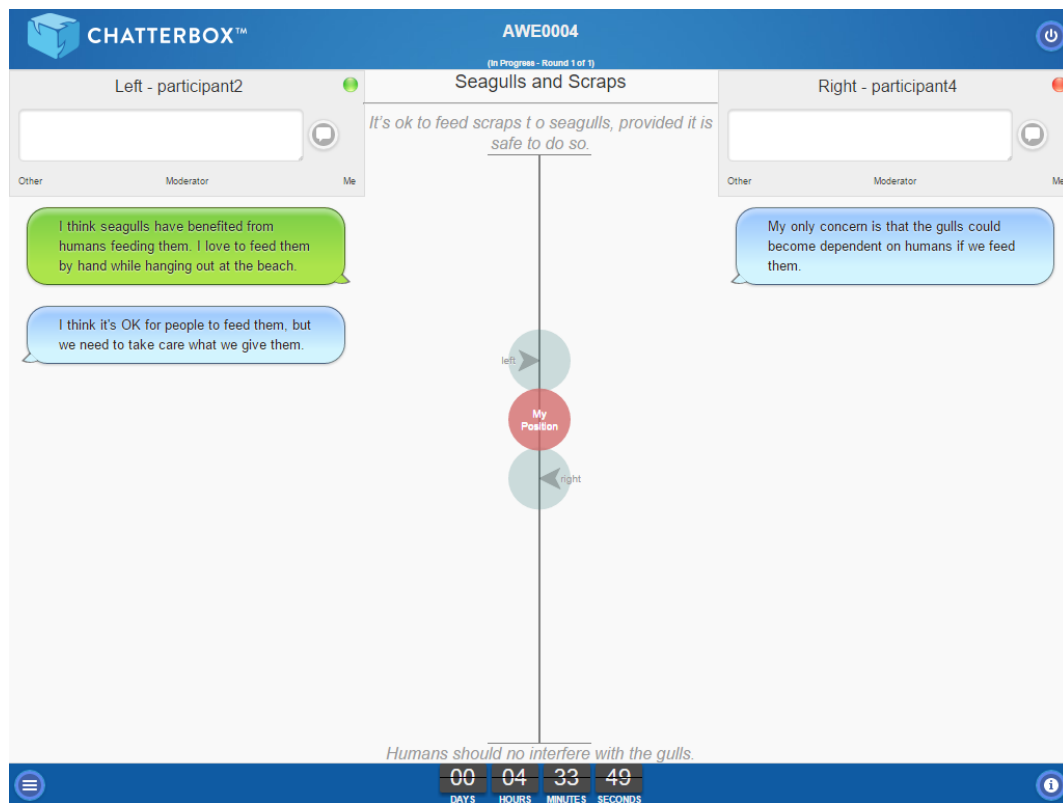 CHATTERBOX™
AWE0004
(In Progress - Round 1 of 1)
Left - participant2
Seagulls and Scraps
Right - participant4
It's ok to feed scraps t o seagulls, provided it is
safe to do so.
Other Moderator Me
Other Moderator Me
I think seagulls have benefited from
humans feeding them. I love to feed them
by hand while hanging out at the beach.
I think it's OK for people to feed them, but
we need to take care what we give them.
My only concern is that the gulls could
become dependent on humans if we feed
them.
left
My
Position
right
Humans should no interfere with the gulls.
00 04 33 49
DAYS HOURS MINUTES SECONDS